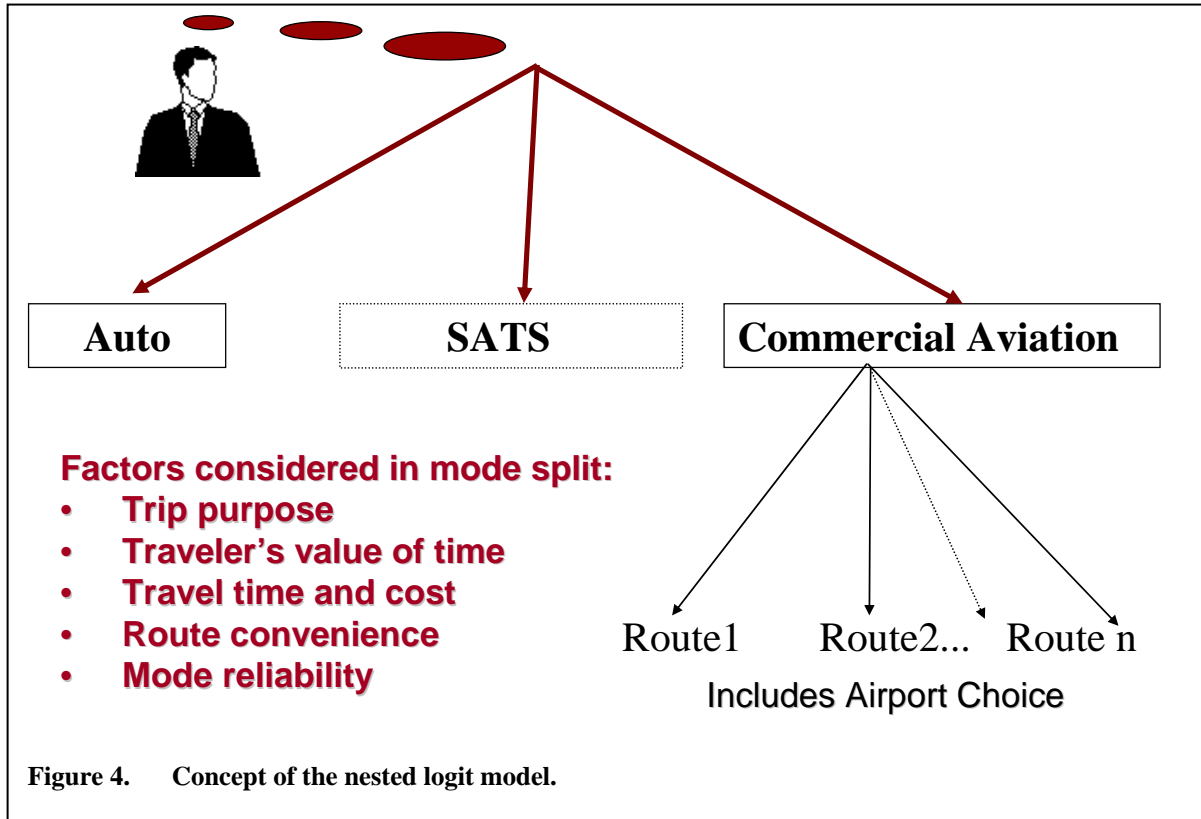 Auto
SATS
Commercial Aviation
Factors considered in mode split:
• Trip purpose
• Traveler's value of time
• Travel time and cost
• Route convenience
• Mode reliability
Route1
Route2...
Route n
Includes Airport Choice
Figure 4. Concept of the nested logit model.